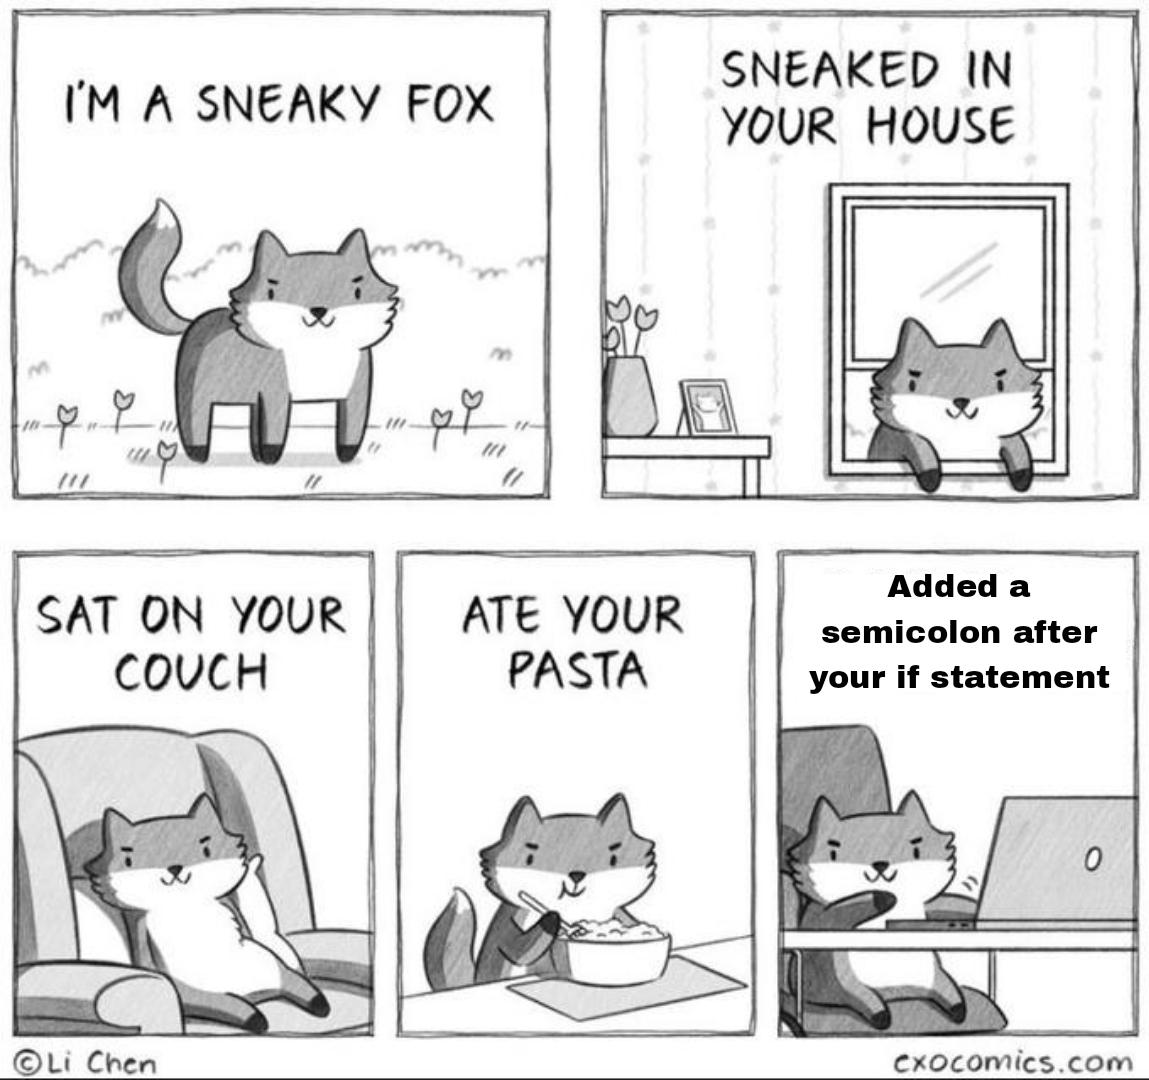 I'M A SNEAKY FOX
SNEAKED IN
YOUR HOUSE
SAT ON YOUR
COUCH
ATE YOUR
PASTA
Added a
semicolon after
your if statement
©Li Chen
exocomics.com